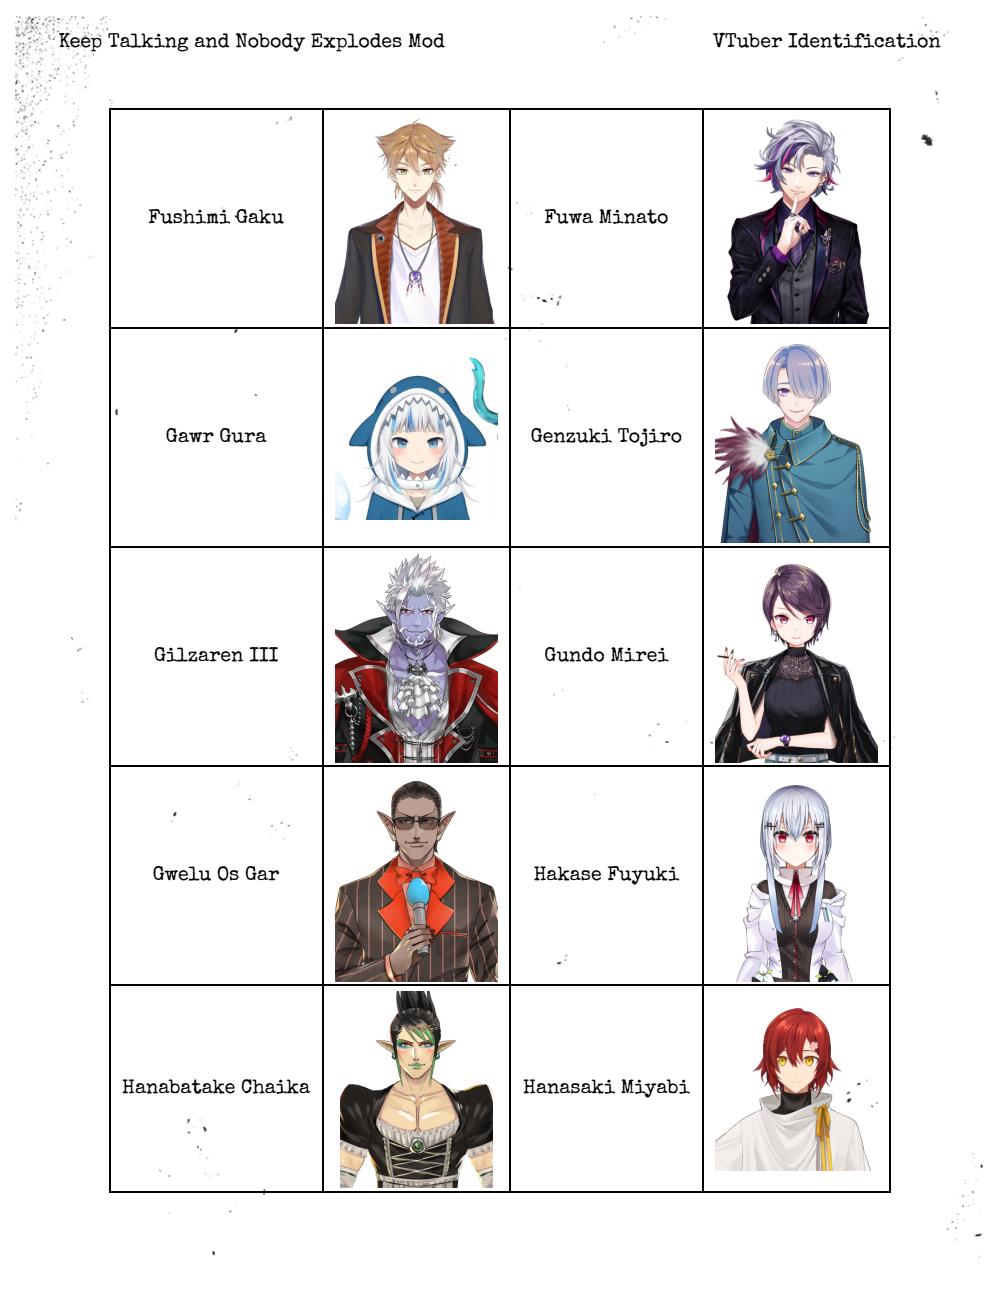 Keep Talking and Nobody Explodes Mod
VTuber Identification
Fushimi Gaku
Fuwa Minato
Gawr Gura
Genzuki Tojiro
Gilzaren III
Gundo Mirei
Gwelu Os Gar
Hakase Fuyuki
Hanabatake Chaika
Hanasaki Miyabi